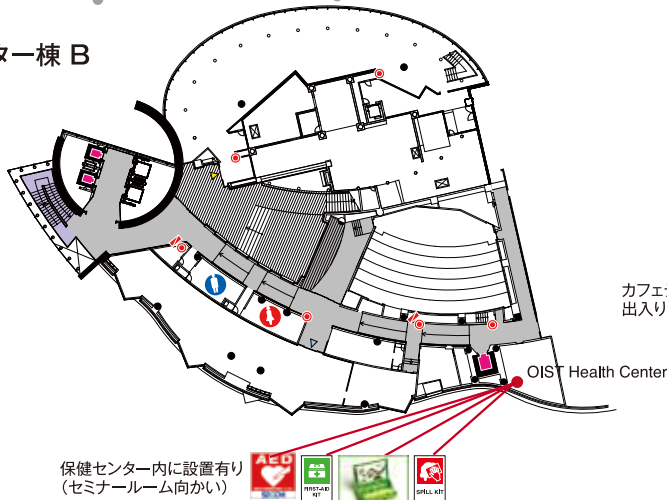 ター棟 B
カフェテ
出入り
OIST Health Center
保健センター内に設置有り
(セミナールーム向かい)
AED
FIRST-AID
KIT
SPILL KIT